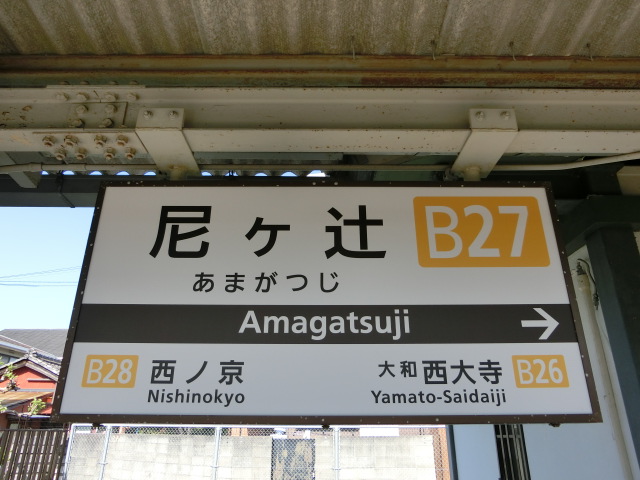 尼ヶ辻 B27
あまがつじ
Amagatsuji
B28 西ノ京
Nishinokyo
大和西大寺 B26
Yamato-Saidaiji